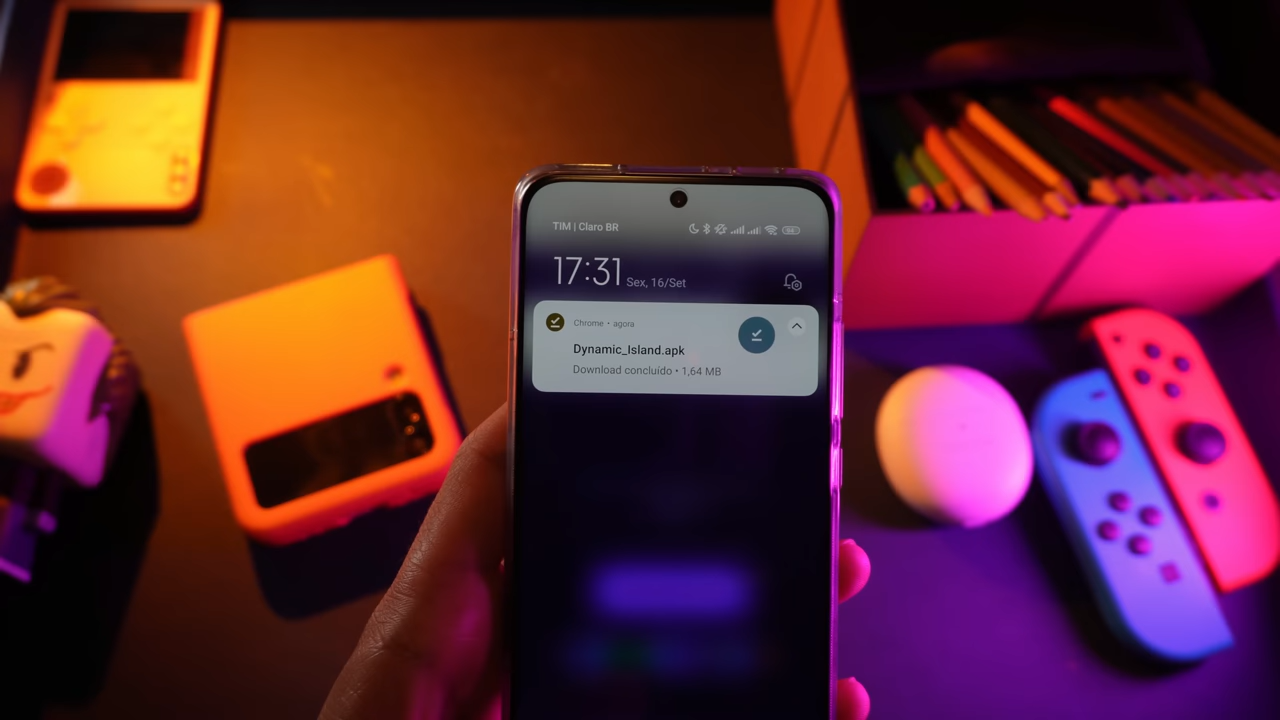 TIM | Claro BR
17:31 Sex, 16/Set
Chrome • agora
Dynamic_Island.apk
Download concluído • 1,64 MB